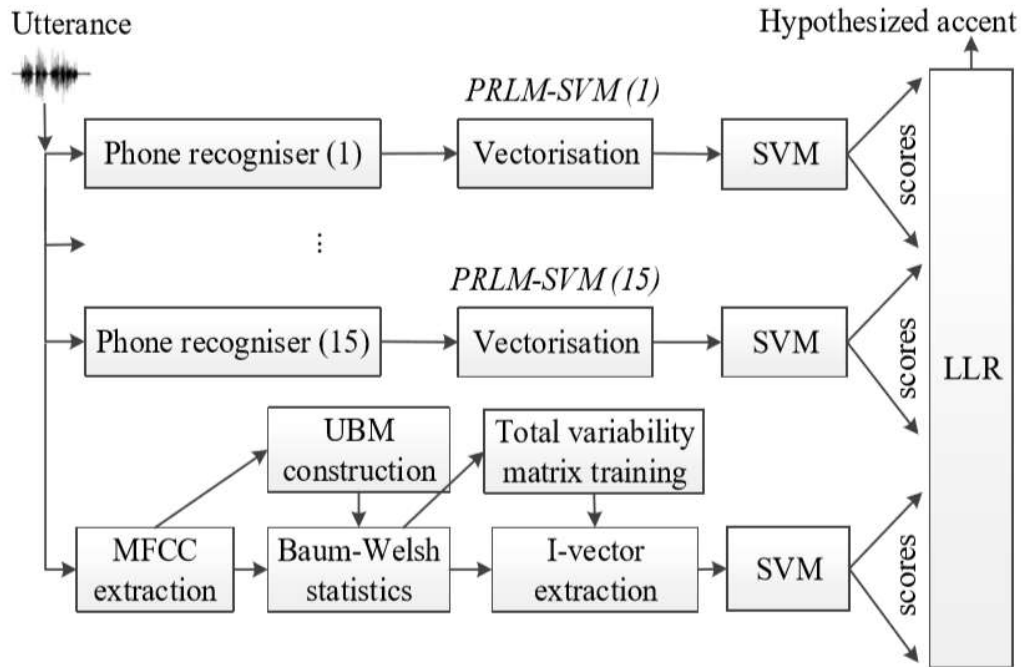 Utterance
Hypothesized accent
PRLM-SVM (1)
Phone recogniser (1)
Vectorisation
SVM
scores
⋮
PRLM-SVM (15)
Phone recogniser (15)
Vectorisation
SVM
scores
LLR
UBM
construction
Total variability
matrix training
MFCC
extraction
Baum-Welsh
statistics
I-vector
extraction
SVM
scores